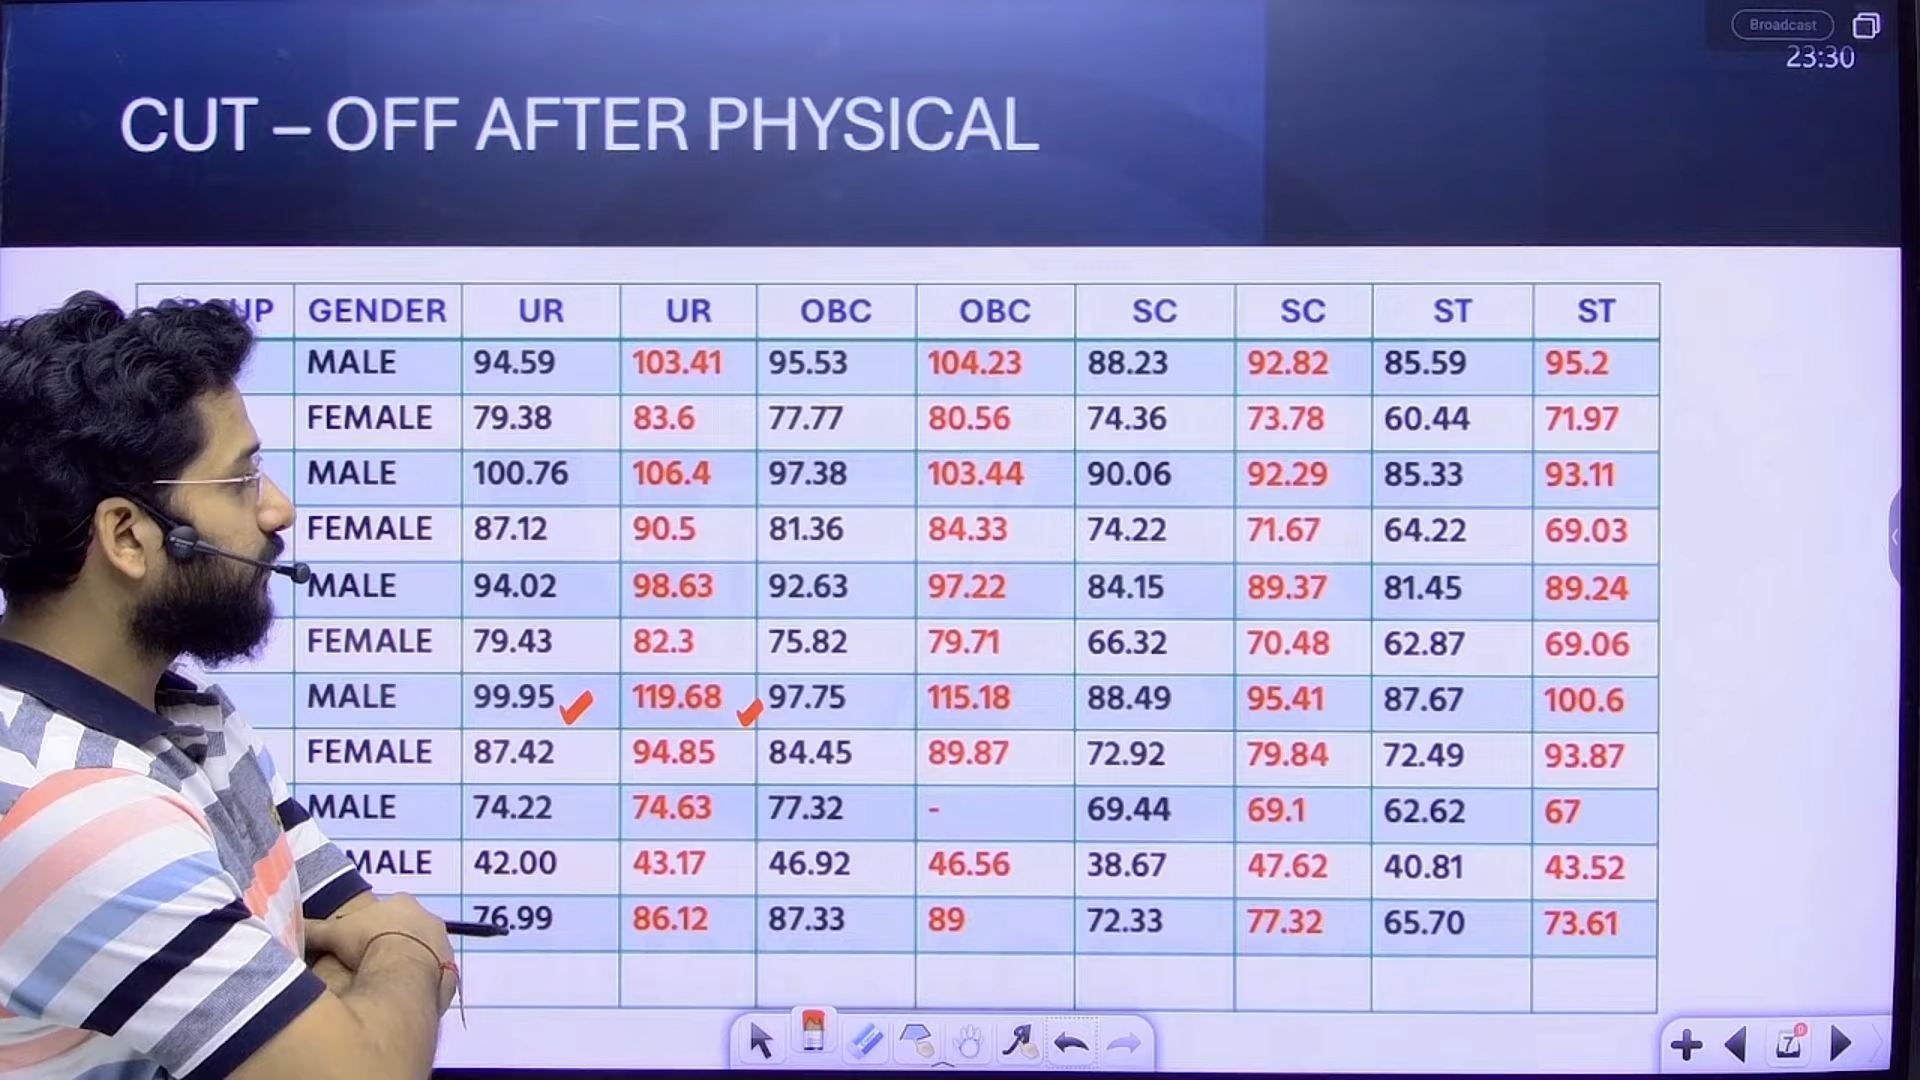 Broadcast
23:30
CUT – OFF AFTER PHYSICAL
GENDER UR UR OBC OBC SC SC ST ST
MALE 94.59 103.41 95.53 104.23 88.23 92.82 85.59 95.2
FEMALE 79.38 83.6 77.77 80.56 74.36 73.78 60.44 71.97
MALE 100.76 106.4 97.38 103.44 90.06 92.29 85.33 93.11
FEMALE 87.12 90.5 81.36 84.33 74.22 71.67 64.22 69.03
MALE 94.02 98.63 92.63 97.22 84.15 89.37 81.45 89.24
FEMALE 79.43 82.3 75.82 79.71 66.32 70.48 62.87 69.06
MALE 99.95 119.68 97.75 115.18 88.49 95.41 87.67 100.6
FEMALE 87.42 94.85 84.45 89.87 72.92 79.84 72.49 93.87
MALE 74.22 74.63 77.32 - 69.44 69.1 62.62 67
MALE 42.00 43.17 46.92 46.56 38.67 47.62 40.81 43.52
76.99 86.12 87.33 89 72.33 77.32 65.70 73.61
7
0